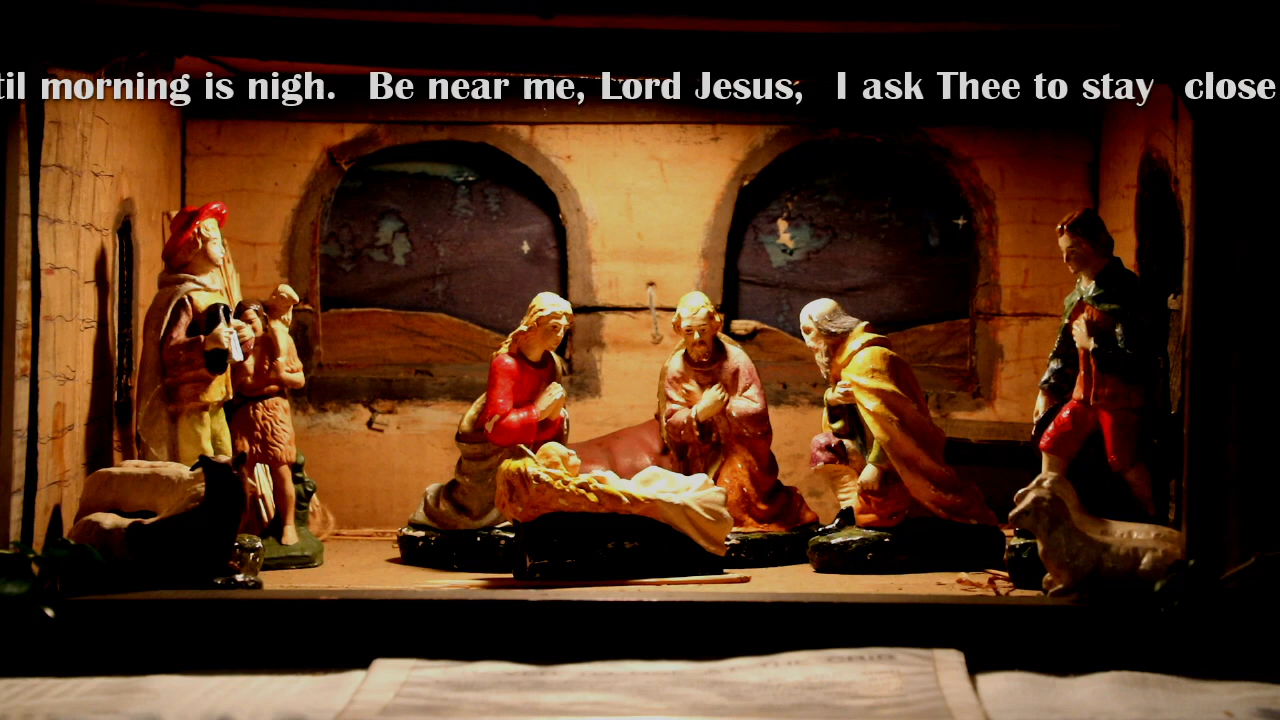 til morning is nigh. Be near me, Lord Jesus; I ask Thee to stay close